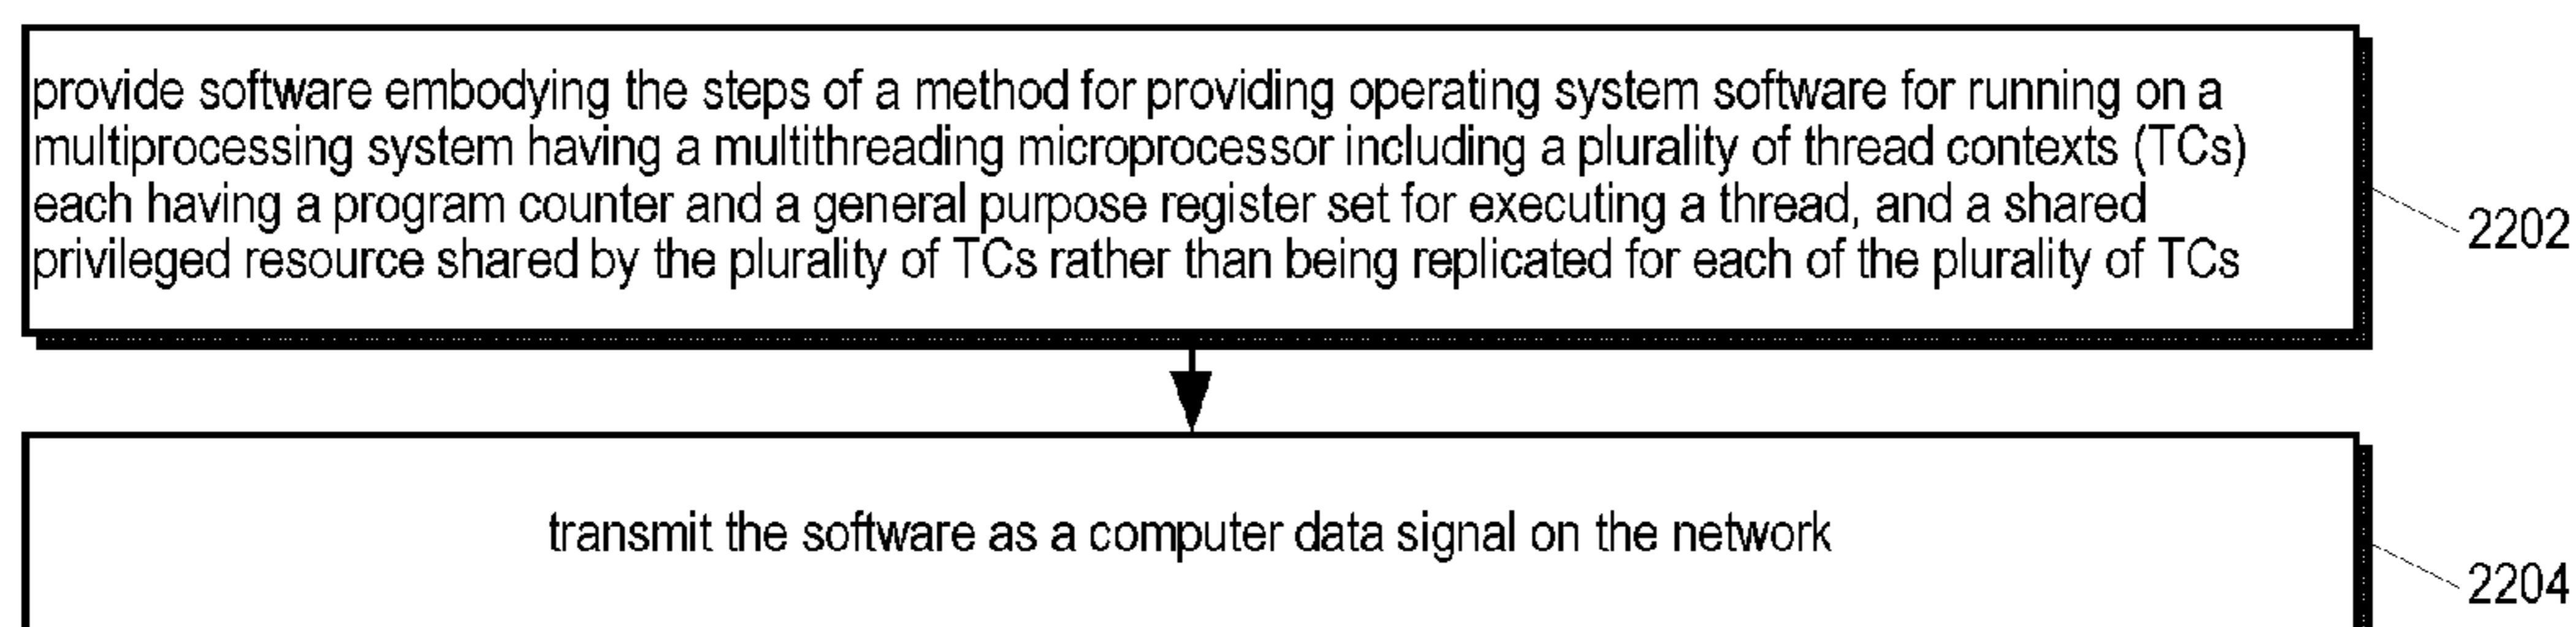 provide software embodying the steps of a method for providing operating system software for running on a
multiprocessing system having a multithreading microprocessor including a plurality of thread contexts (TCs)
each having a program counter and a general purpose register set for executing a thread, and a shared
privileged resource shared by the plurality of TCs rather than being replicated for each of the plurality of TCs
2202
transmit the software as a computer data signal on the network
2204